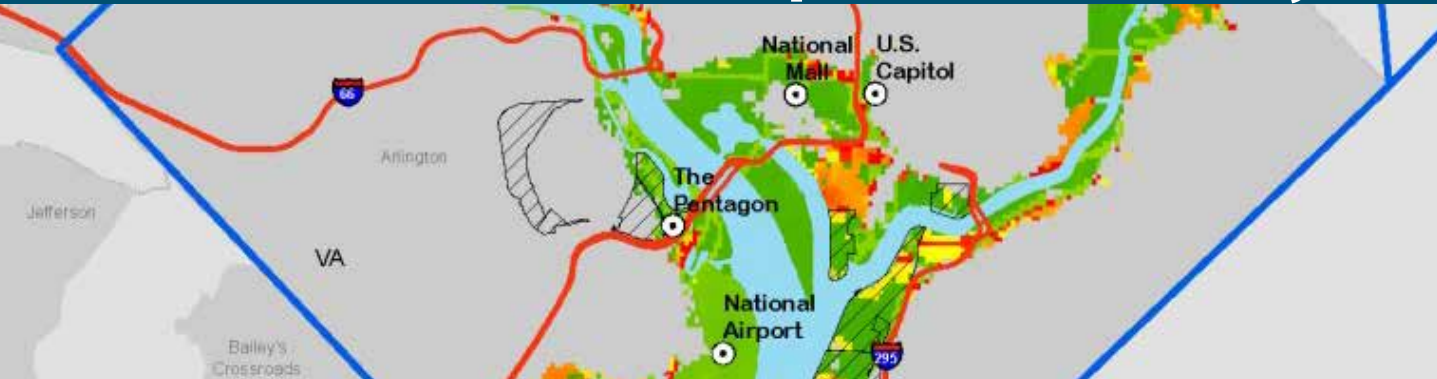 National
Mall
U.S.
Capitol
66
Arlington
The
Pentagon
Jefferson
VA
National
Airport
Bailey's
Crossroads
295